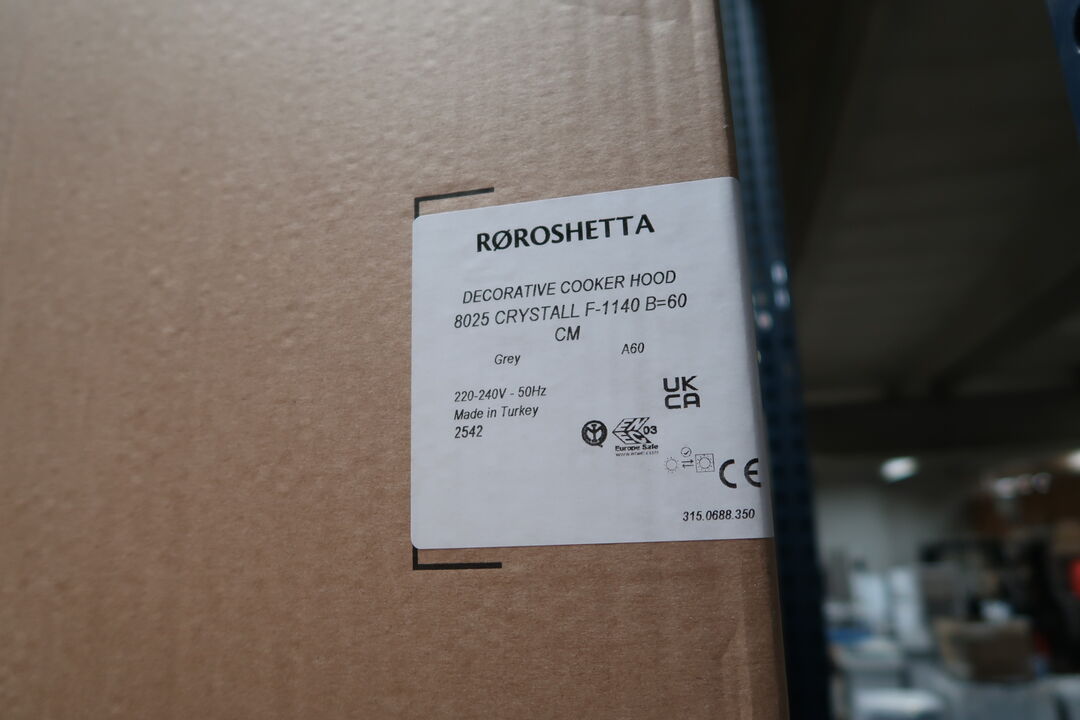 RØROSHETTA
DECORATIVE COOKER HOOD
8025 CRYSTALL F-1140 B=60
CM
Grey A60
220-240V - 50Hz
Made in Turkey
2542
UK
CA
ENEC 03
Europe Safe
CE
315.0688.350